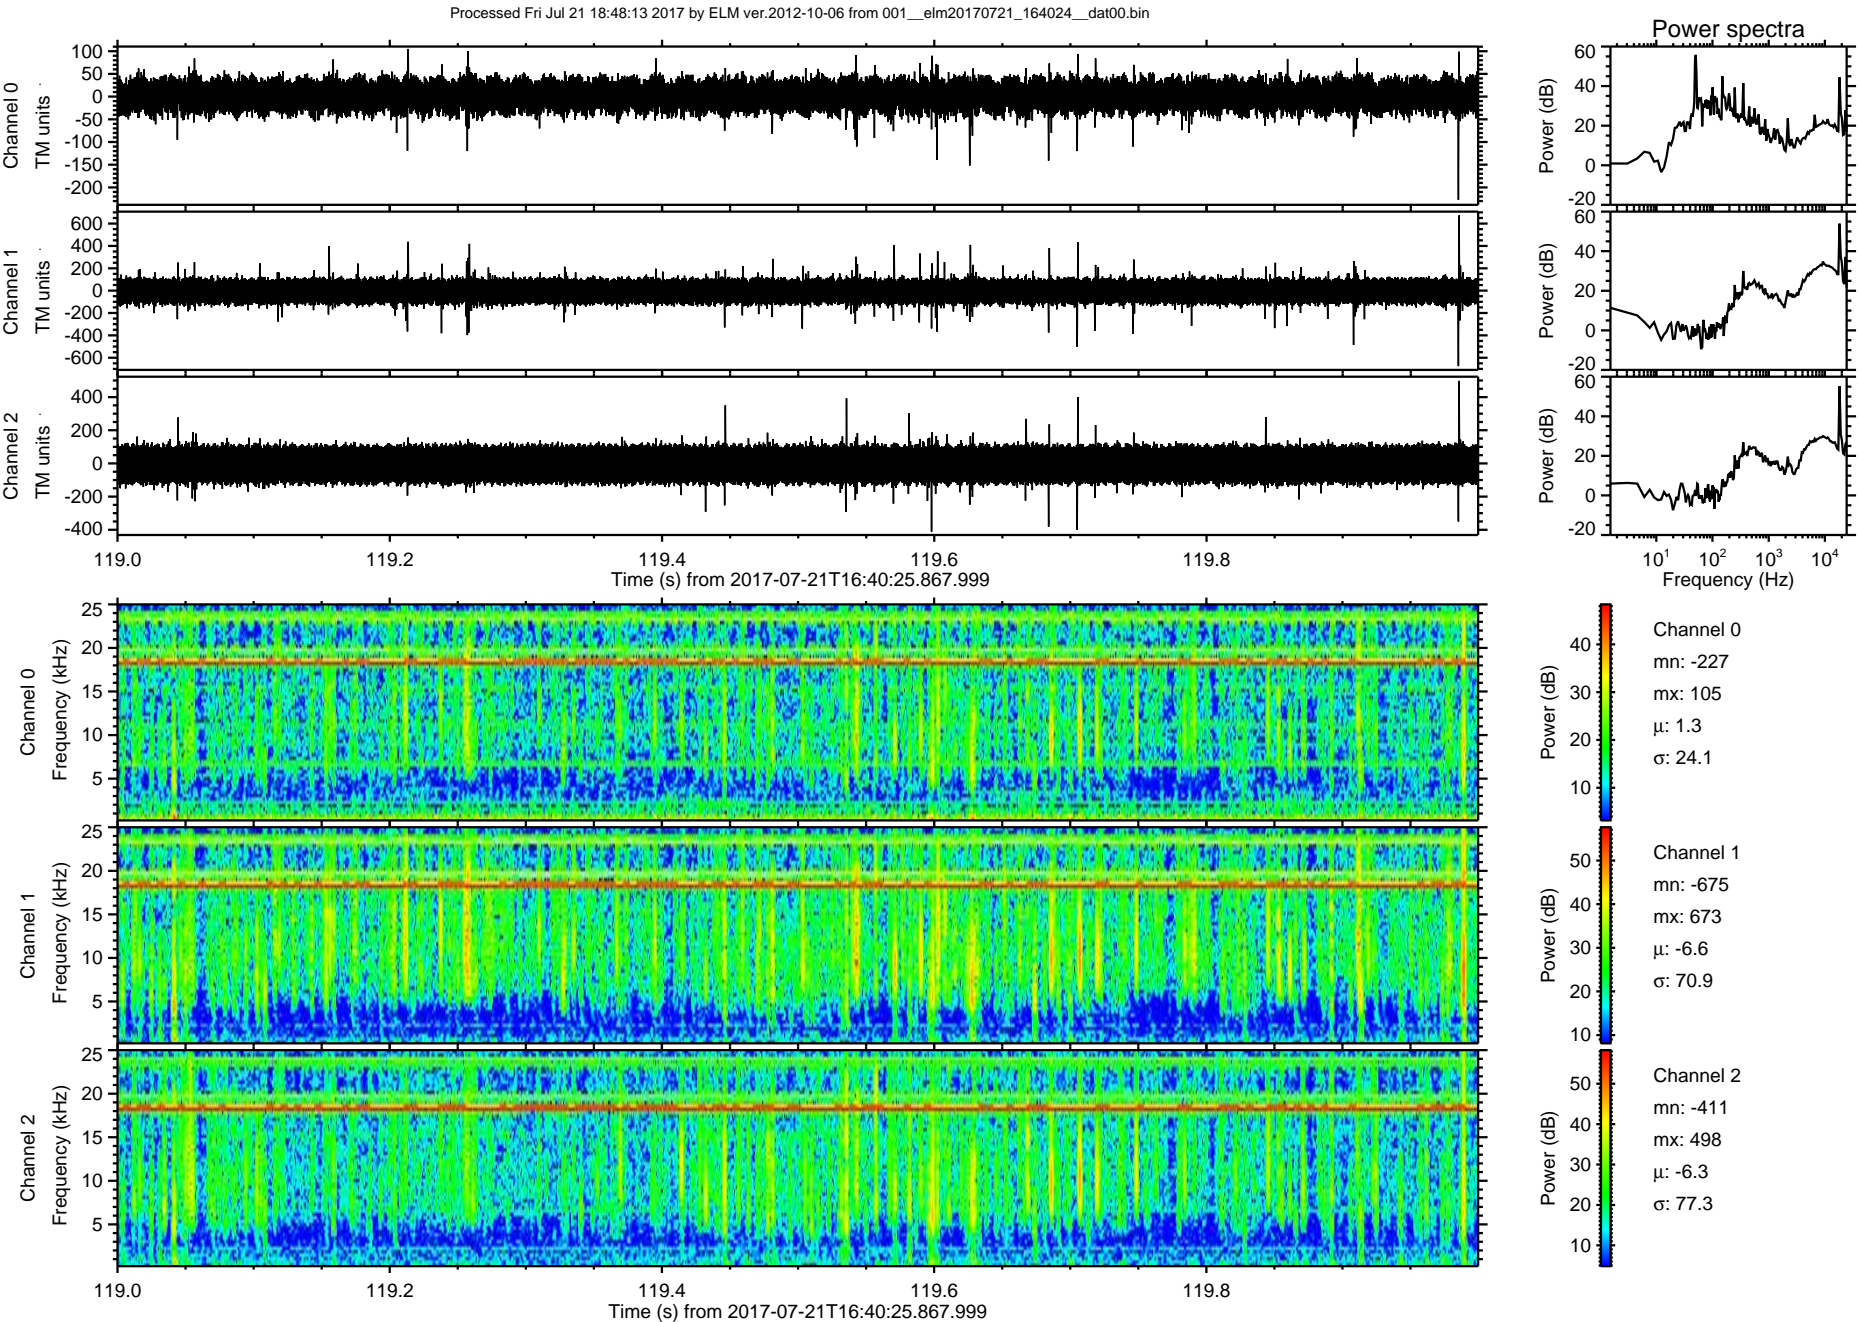 Processed Fri Jul 21 18:48:13 2017 by ELM ver.2012-10-06 from 001__elm20170721_164024__dat00.bin
Power spectra
Channel 0
TM units
100
50
0
-50
-100
-150
-200
Power (dB)
60
40
20
0
-20
Channel 1
TM units
600
400
200
0
-200
-400
-600
Power (dB)
60
40
20
0
-20
Channel 2
TM units
400
200
0
-200
-400
Power (dB)
60
40
20
0
-20
119.0 119.2 119.4 119.6 119.8
Time (s) from 2017-07-21T16:40:25.867.999
10¹ 10² 10³ 10⁴
Frequency (Hz)
Channel 0
Frequency (kHz)
25
20
15
10
5
Power (dB)
40
30
20
10
Channel 0
mn: -227
mx: 105
μ: 1.3
σ: 24.1
Channel 1
Frequency (kHz)
25
20
15
10
5
Power (dB)
50
40
30
20
10
Channel 1
mn: -675
mx: 673
μ: -6.6
σ: 70.9
Channel 2
Frequency (kHz)
25
20
15
10
5
Power (dB)
50
40
30
20
10
Channel 2
mn: -411
mx: 498
μ: -6.3
σ: 77.3
119.0 119.2 119.4 119.6 119.8
Time (s) from 2017-07-21T16:40:25.867.999